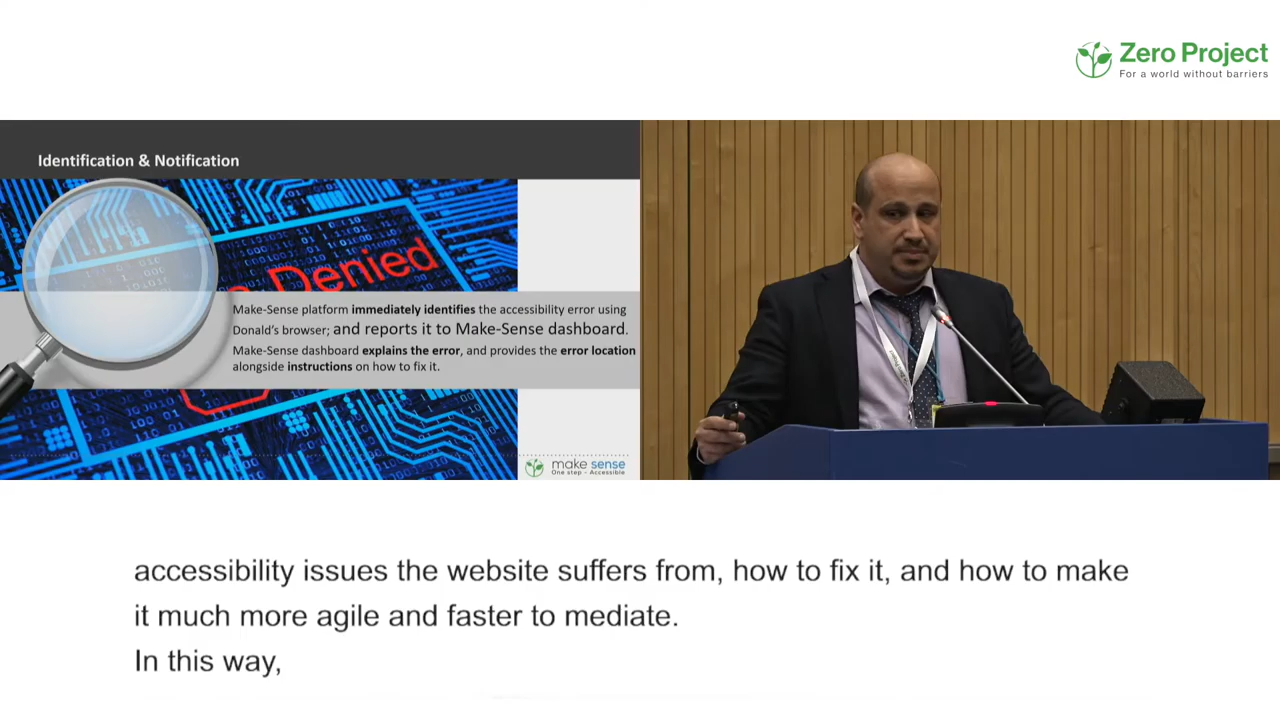 Zero Project
For a world without barriers
Identification & Notification
Denied
Make-Sense platform immediately identifies the accessibility error using
Donald's browser; and reports it to Make-Sense dashboard.
Make-Sense dashboard explains the error, and provides the error location
alongside instructions on how to fix it.
make sense
One step - Accessible
accessibility issues the website suffers from, how to fix it, and how to make
it much more agile and faster to mediate.
In this way,